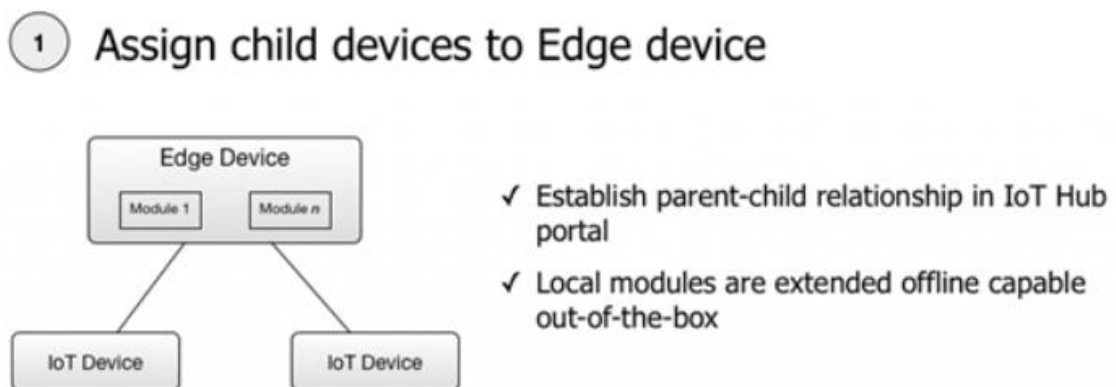 1
Assign child devices to Edge device
Edge Device
Module 1
Module n
IoT Device
IoT Device
✓ Establish parent-child relationship in IoT Hub
portal
✓ Local modules are extended offline capable
out-of-the-box